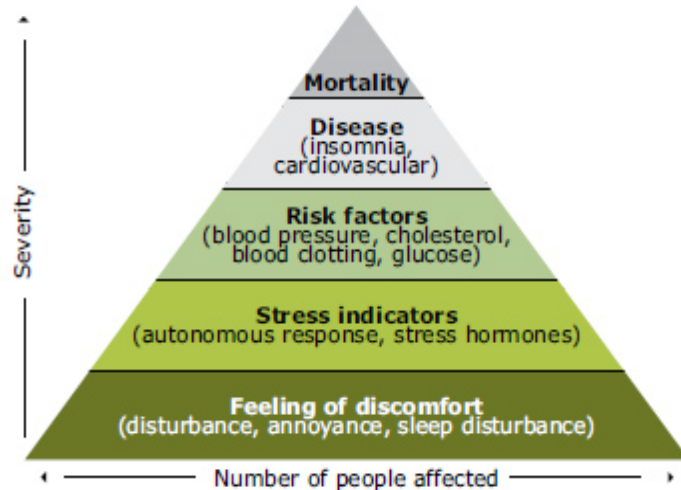 Mortality
Disease
(insomnia,
cardiovascular)
Risk factors
(blood pressure, cholesterol,
blood clotting, glucose)
Stress indicators
(autonomous response, stress hormones)
Feeling of discomfort
(disturbance, annoyance, sleep disturbance)
Severity
Number of people affected